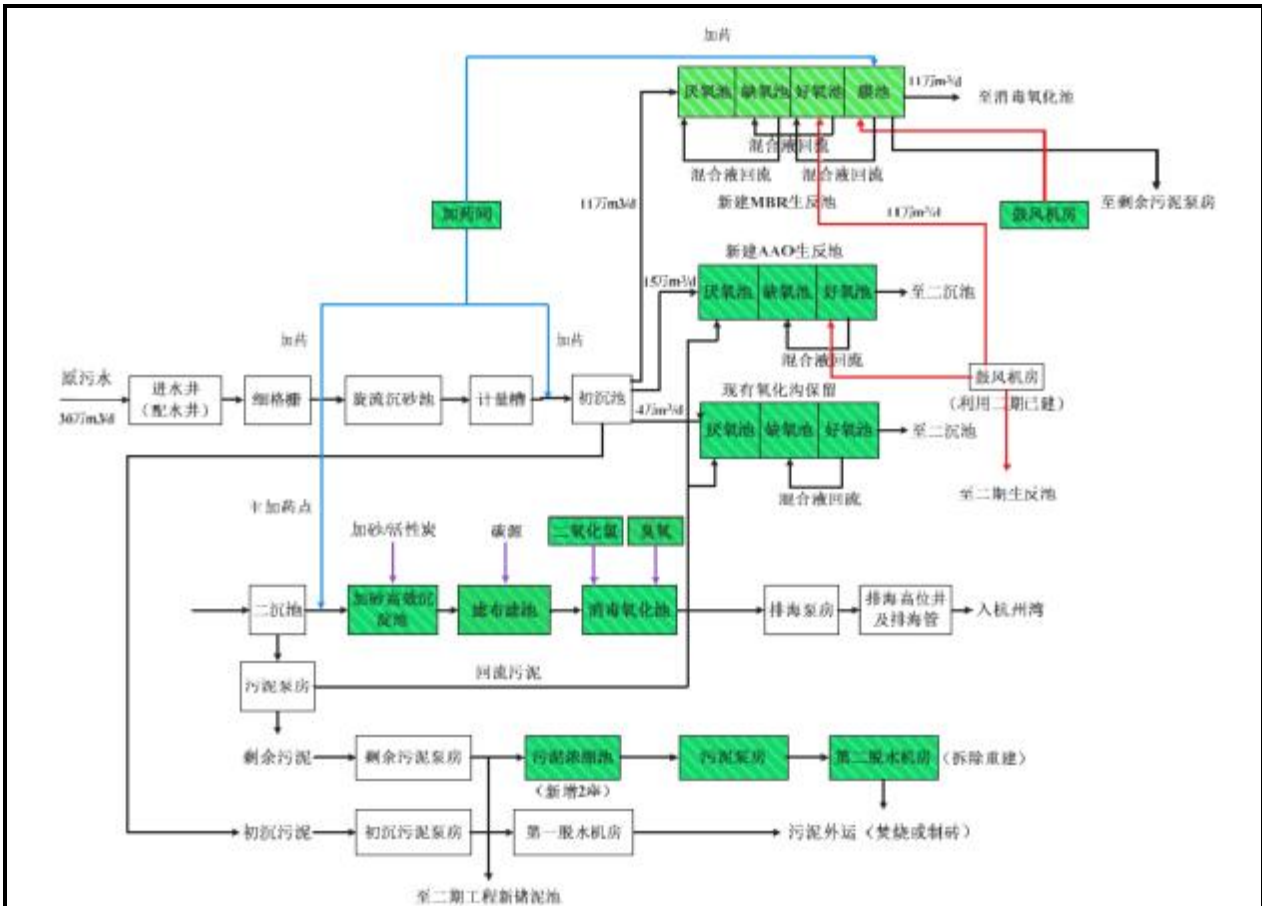 加药
11万m³/d
厌氧池 缺氧池 好氧池 膜池
至消毒氧化池
混合液回流
混合液回流 混合液回流
11万m3/d
新建MBR生反池
至剩余污泥泵房
加药间
11万m³/d
鼓风机房
新建AAO生反池
15万m³/d
厌氧池 缺氧池 好氧池
至二沉池
加药
加药
混合液回流
原污水
36万m3/d
进水井
(配水井)
细格栅
旋流沉砂池
计量槽
初沉池
现有氧化沟保留
鼓风机房
(利用二期已建)
4万m³/d
厌氧池 缺氧池 好氧池
至二沉池
混合液回流
至二期生反池
主加药点
加砂/活性炭
碳源
二氧化氯
臭氧
二沉池
加砂高效沉
淀池
滤布滤池
消毒氧化池
排海泵房
排海高位井
及排海管
入杭州湾
回流污泥
污泥泵房
剩余污泥
剩余污泥泵房
污泥浓缩池
(新增2座)
污泥泵房
第二脱水机房
(拆除重建)
初沉污泥
初沉污泥泵房
第一脱水机房
污泥外运(焚烧或制砖)
至二期工程新储泥池